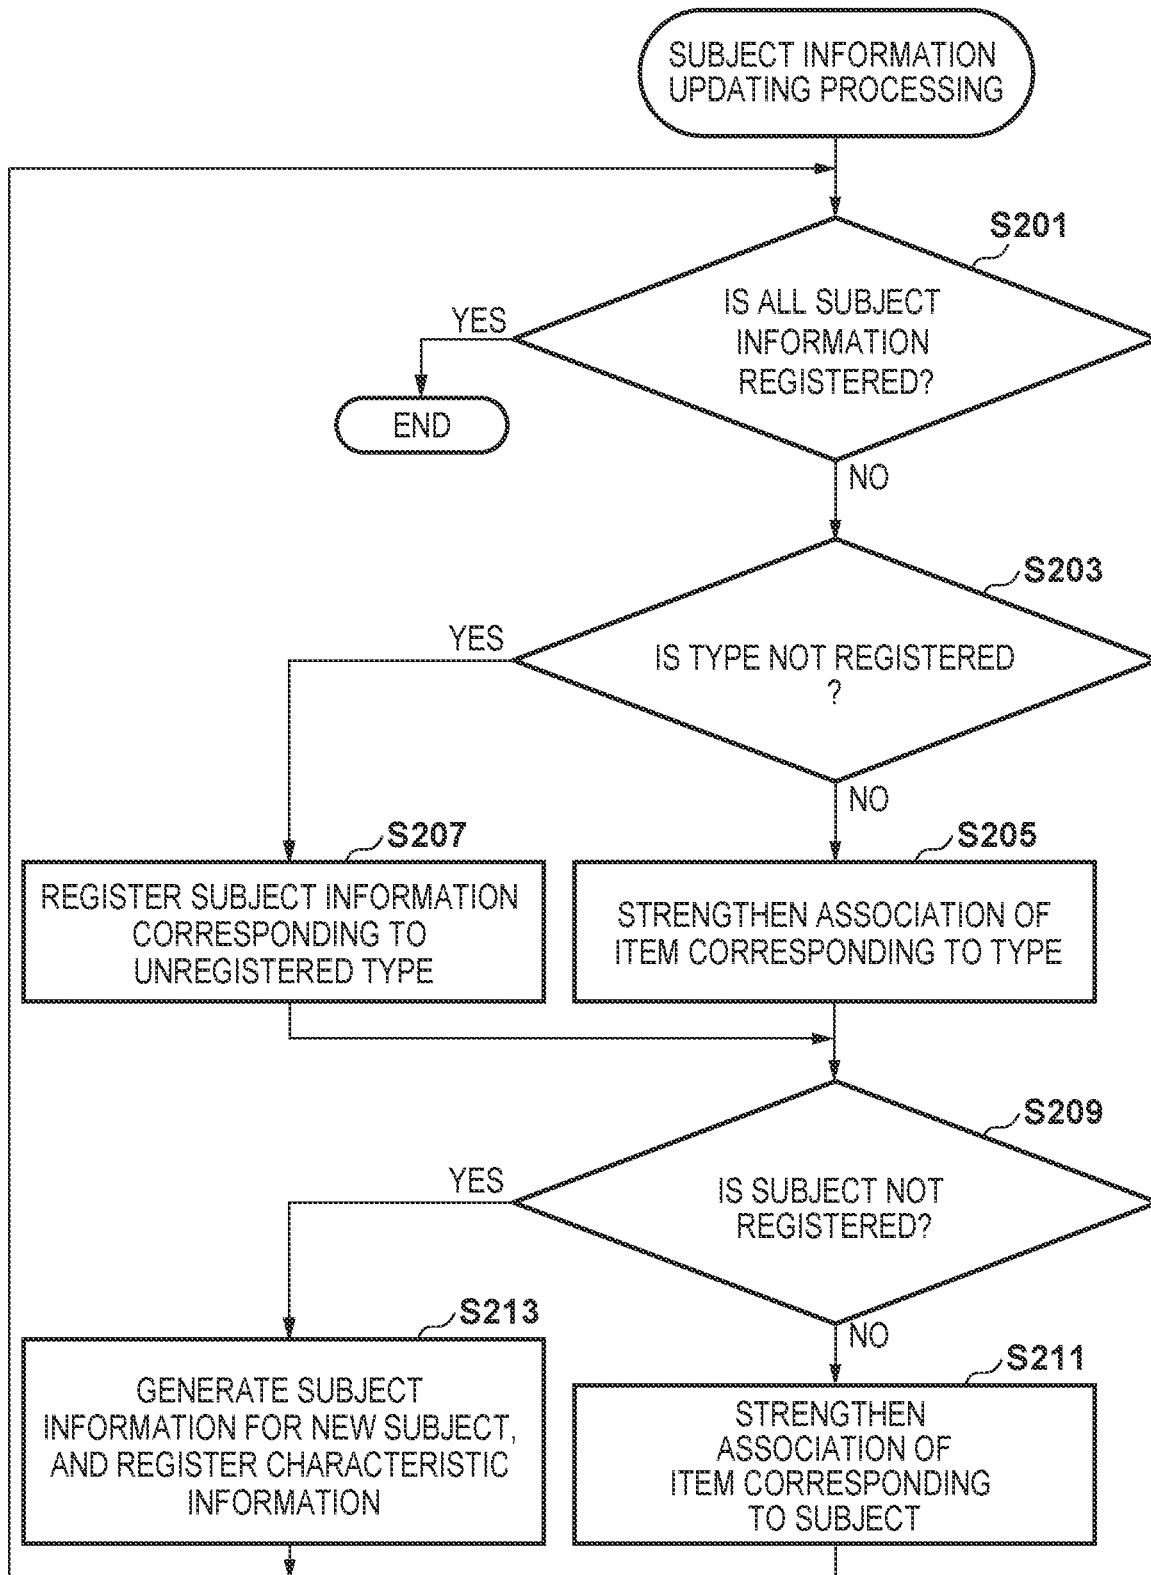 SUBJECT INFORMATION
UPDATING PROCESSING
S201
IS ALL SUBJECT
INFORMATION
REGISTERED?
YES
END
NO
S203
IS TYPE NOT REGISTERED
?
YES
NO
S207
REGISTER SUBJECT INFORMATION
CORRESPONDING TO
UNREGISTERED TYPE
S205
STRENGTHEN ASSOCIATION OF
ITEM CORRESPONDING TO TYPE
S209
IS SUBJECT NOT
REGISTERED?
YES
NO
S213
GENERATE SUBJECT
INFORMATION FOR NEW SUBJECT,
AND REGISTER CHARACTERISTIC
INFORMATION
S211
STRENGTHEN
ASSOCIATION OF
ITEM CORRESPONDING
TO SUBJECT